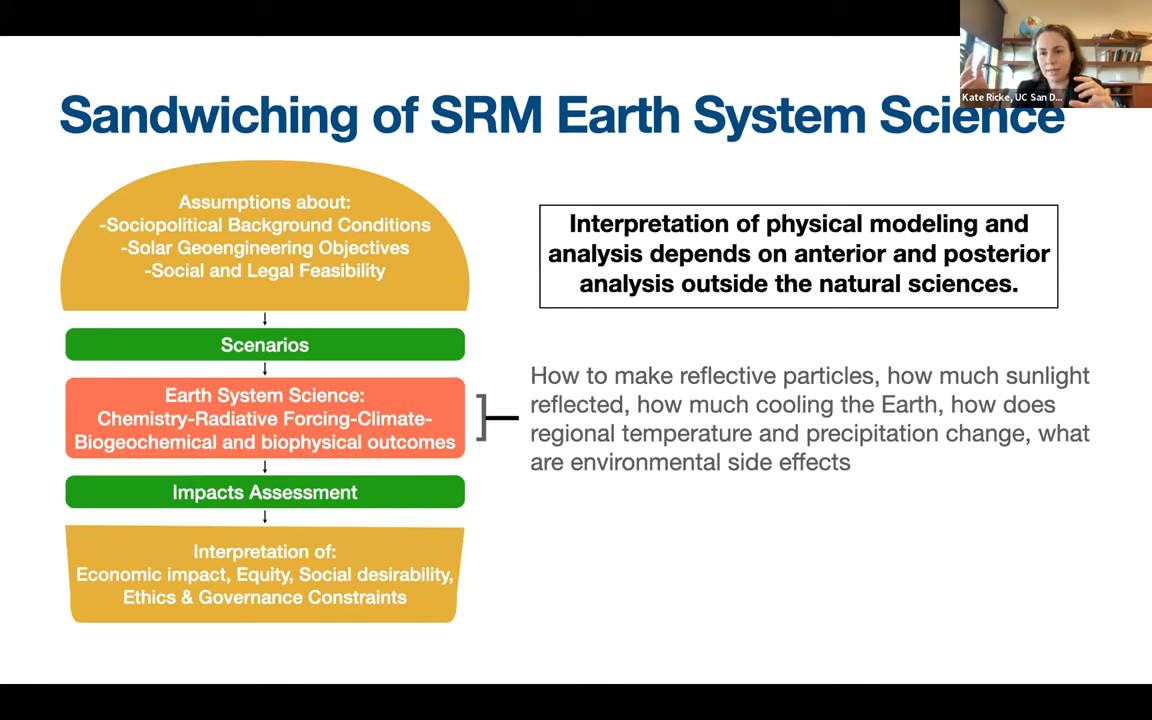 Sandwiching of SRM Earth System Science
Kate Ricke, UC San D...
Assumptions about:
-Sociopolitical Background Conditions
-Solar Geoengineering Objectives
-Social and Legal Feasibility
Scenarios
Earth System Science:
Chemistry-Radiative Forcing-Climate-
Biogeochemical and biophysical outcomes
Impacts Assessment
Interpretation of:
Economic impact, Equity, Social desirability,
Ethics & Governance Constraints
Interpretation of physical modeling and
analysis depends on anterior and posterior
analysis outside the natural sciences.
How to make reflective particles, how much sunlight
reflected, how much cooling the Earth, how does
regional temperature and precipitation change, what
are environmental side effects